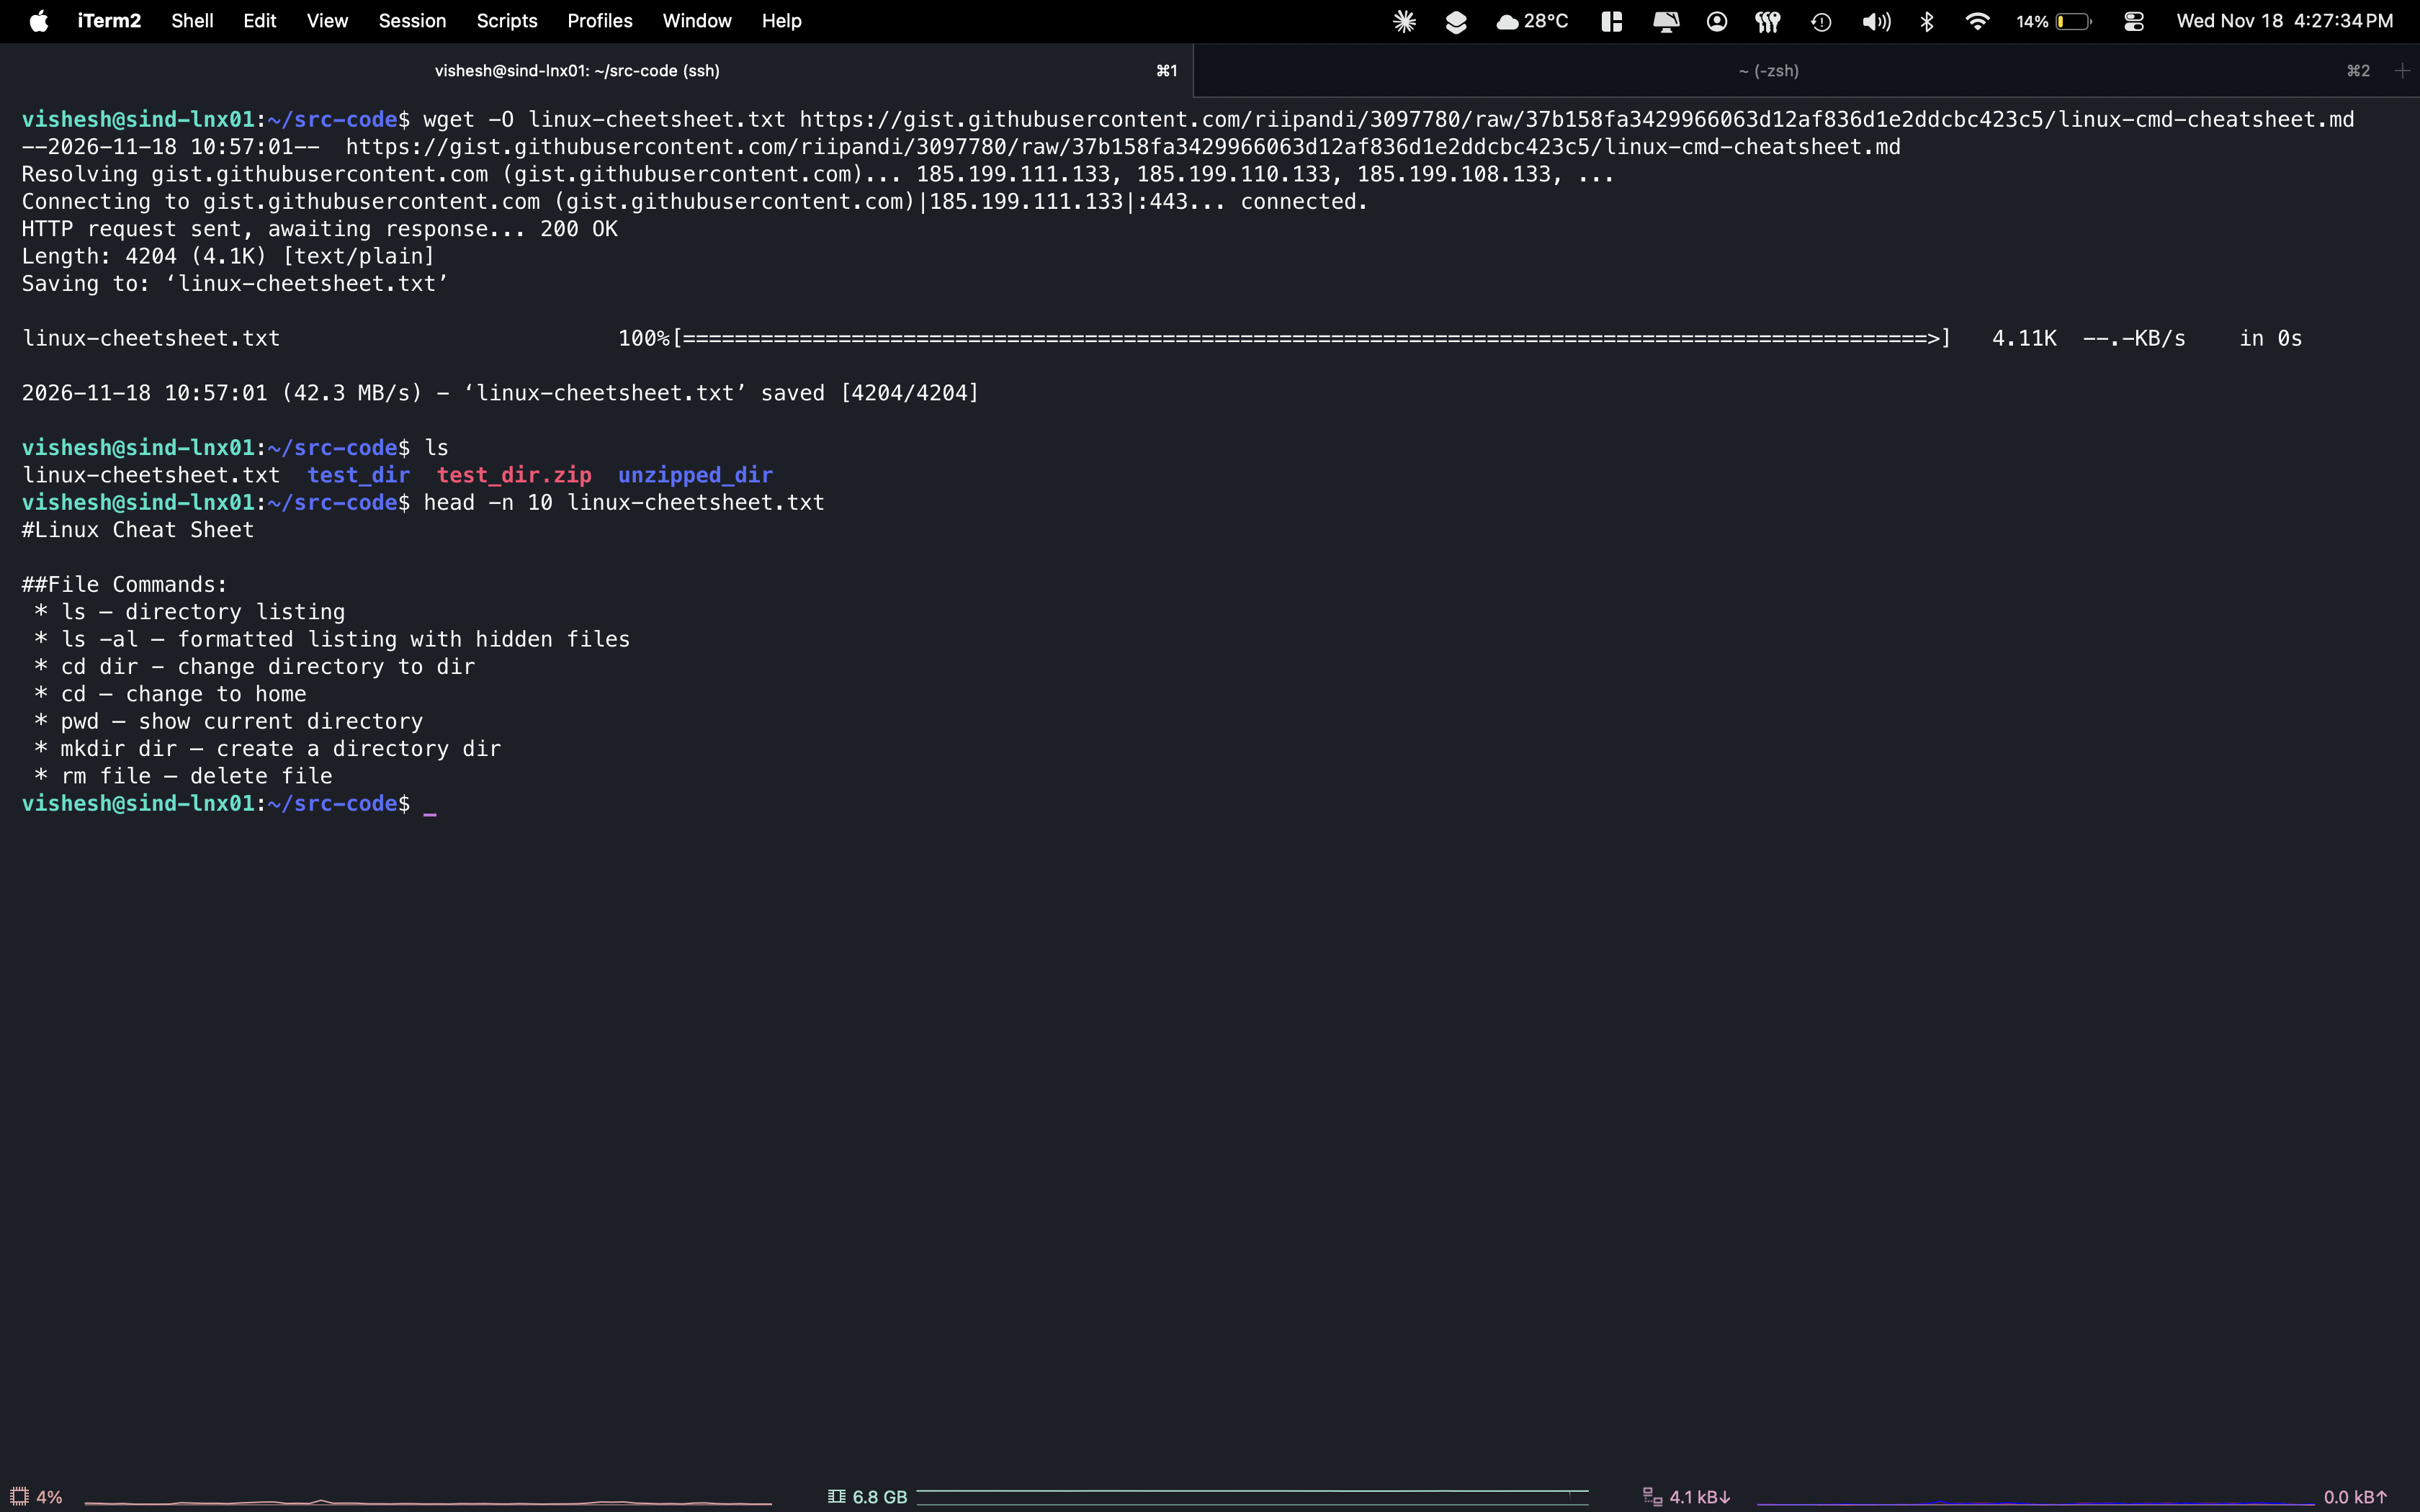 iTerm2 Shell Edit View Session Scripts Profiles Window Help 28°C 14% Wed Nov 18 4:27:34 PM
vishesh@sind-lnx01: ~/src-code (ssh) ⌘1 ~ (-zsh) ⌘2 +
vishesh@sind-lnx01:~/src-code$ wget -O linux-cheetsheet.txt https://gist.githubusercontent.com/riipandi/3097780/raw/37b158fa3429966063d12af836d1e2ddcbc423c5/linux-cmd-cheatsheet.md
--2026-11-18 10:57:01--  https://gist.githubusercontent.com/riipandi/3097780/raw/37b158fa3429966063d12af836d1e2ddcbc423c5/linux-cmd-cheatsheet.md
Resolving gist.githubusercontent.com (gist.githubusercontent.com)... 185.199.111.133, 185.199.110.133, 185.199.108.133, ...
Connecting to gist.githubusercontent.com (gist.githubusercontent.com)|185.199.111.133|:443... connected.
HTTP request sent, awaiting response... 200 OK
Length: 4204 (4.1K) [text/plain]
Saving to: ‘linux-cheetsheet.txt’
linux-cheetsheet.txt 100%[================================================================================================>] 4.11K --.-KB/s in 0s
2026-11-18 10:57:01 (42.3 MB/s) - ‘linux-cheetsheet.txt’ saved [4204/4204]
vishesh@sind-lnx01:~/src-code$ ls
linux-cheetsheet.txt  test_dir  test_dir.zip  unzipped_dir
vishesh@sind-lnx01:~/src-code$ head -n 10 linux-cheetsheet.txt
#Linux Cheat Sheet
##File Commands:
 * ls – directory listing
 * ls -al – formatted listing with hidden files
 * cd dir - change directory to dir
 * cd – change to home
 * pwd – show current directory
 * mkdir dir – create a directory dir
 * rm file – delete file
vishesh@sind-lnx01:~/src-code$ _
4% 6.8 GB 4.1 kB↓ 0.0 kB↑